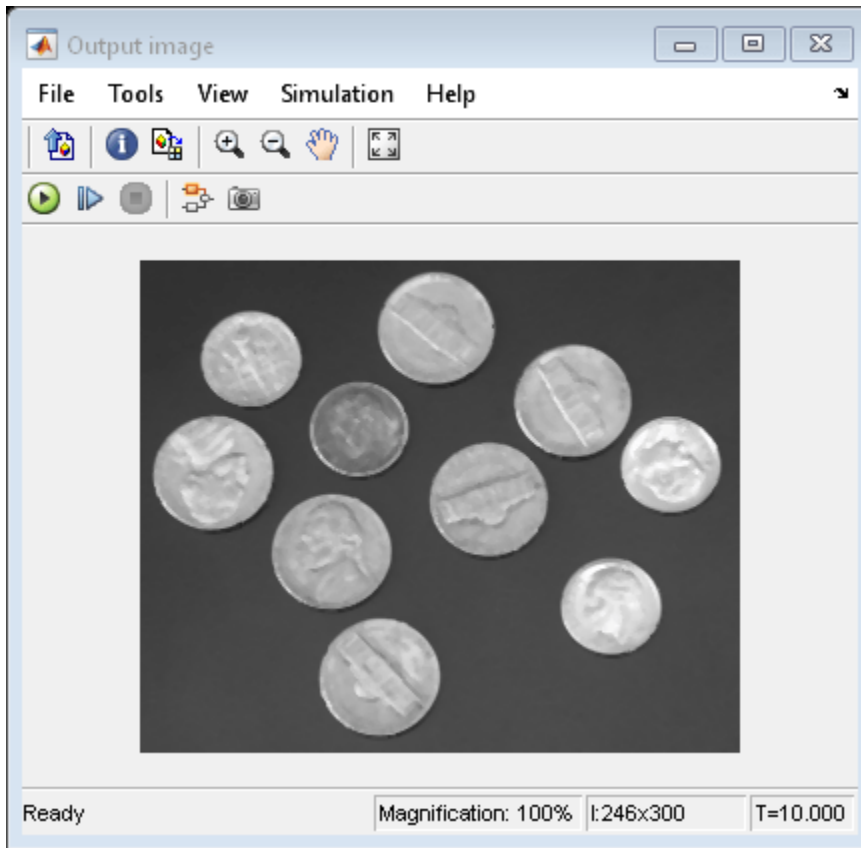 Output image
File Tools View Simulation Help
Ready Magnification: 100% I:246x300 T=10.000